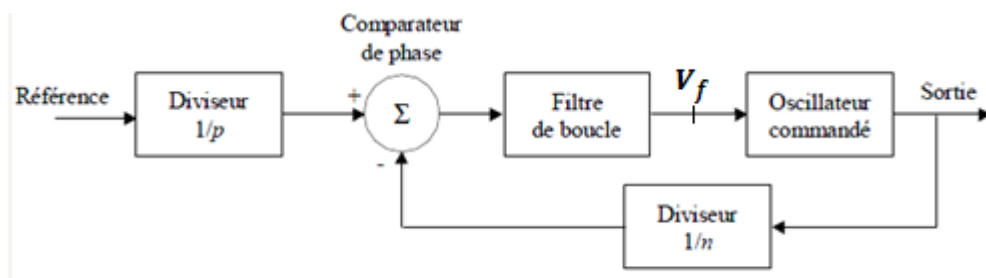 Comparateur
de phase
Référence
Diviseur
1/p
+
Σ
-
Filtre
de boucle
V_f
Oscillateur
commandé
Sortie
Diviseur
1/n